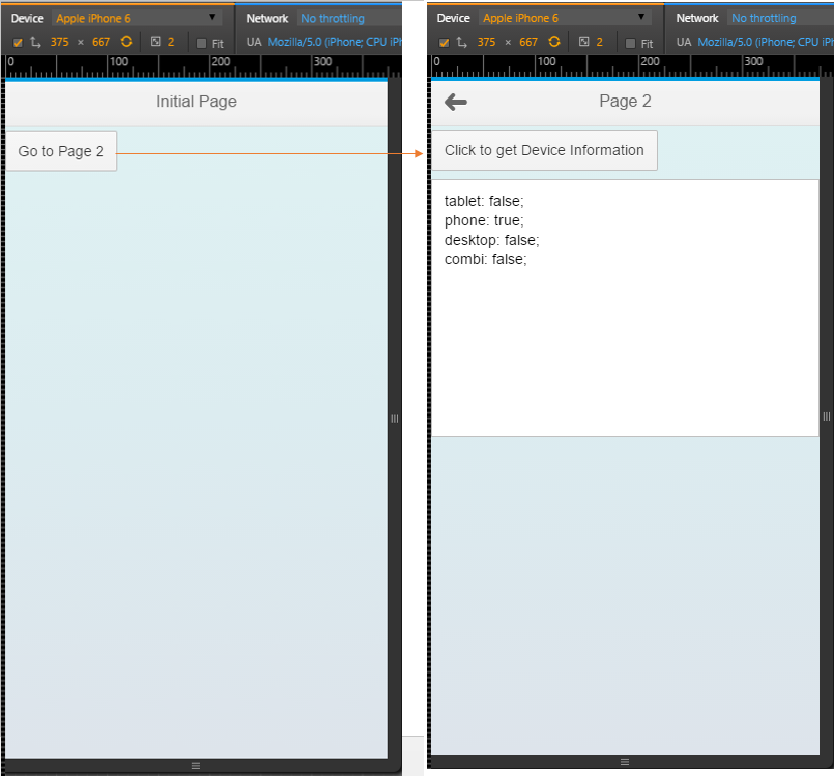 Device Apple iPhone 6 Network No throttling
375 × 667 2 Fit UA Mozilla/5.0 (iPhone; CPU iPh
0 100 200 300
Initial Page
Go to Page 2
Device Apple iPhone 6 Network No throttling
375 × 667 2 Fit UA Mozilla/5.0 (iPhone; CPU iPh
0 100 200 300
Page 2
Click to get Device Information
tablet: false;
phone: true;
desktop: false;
combi: false;